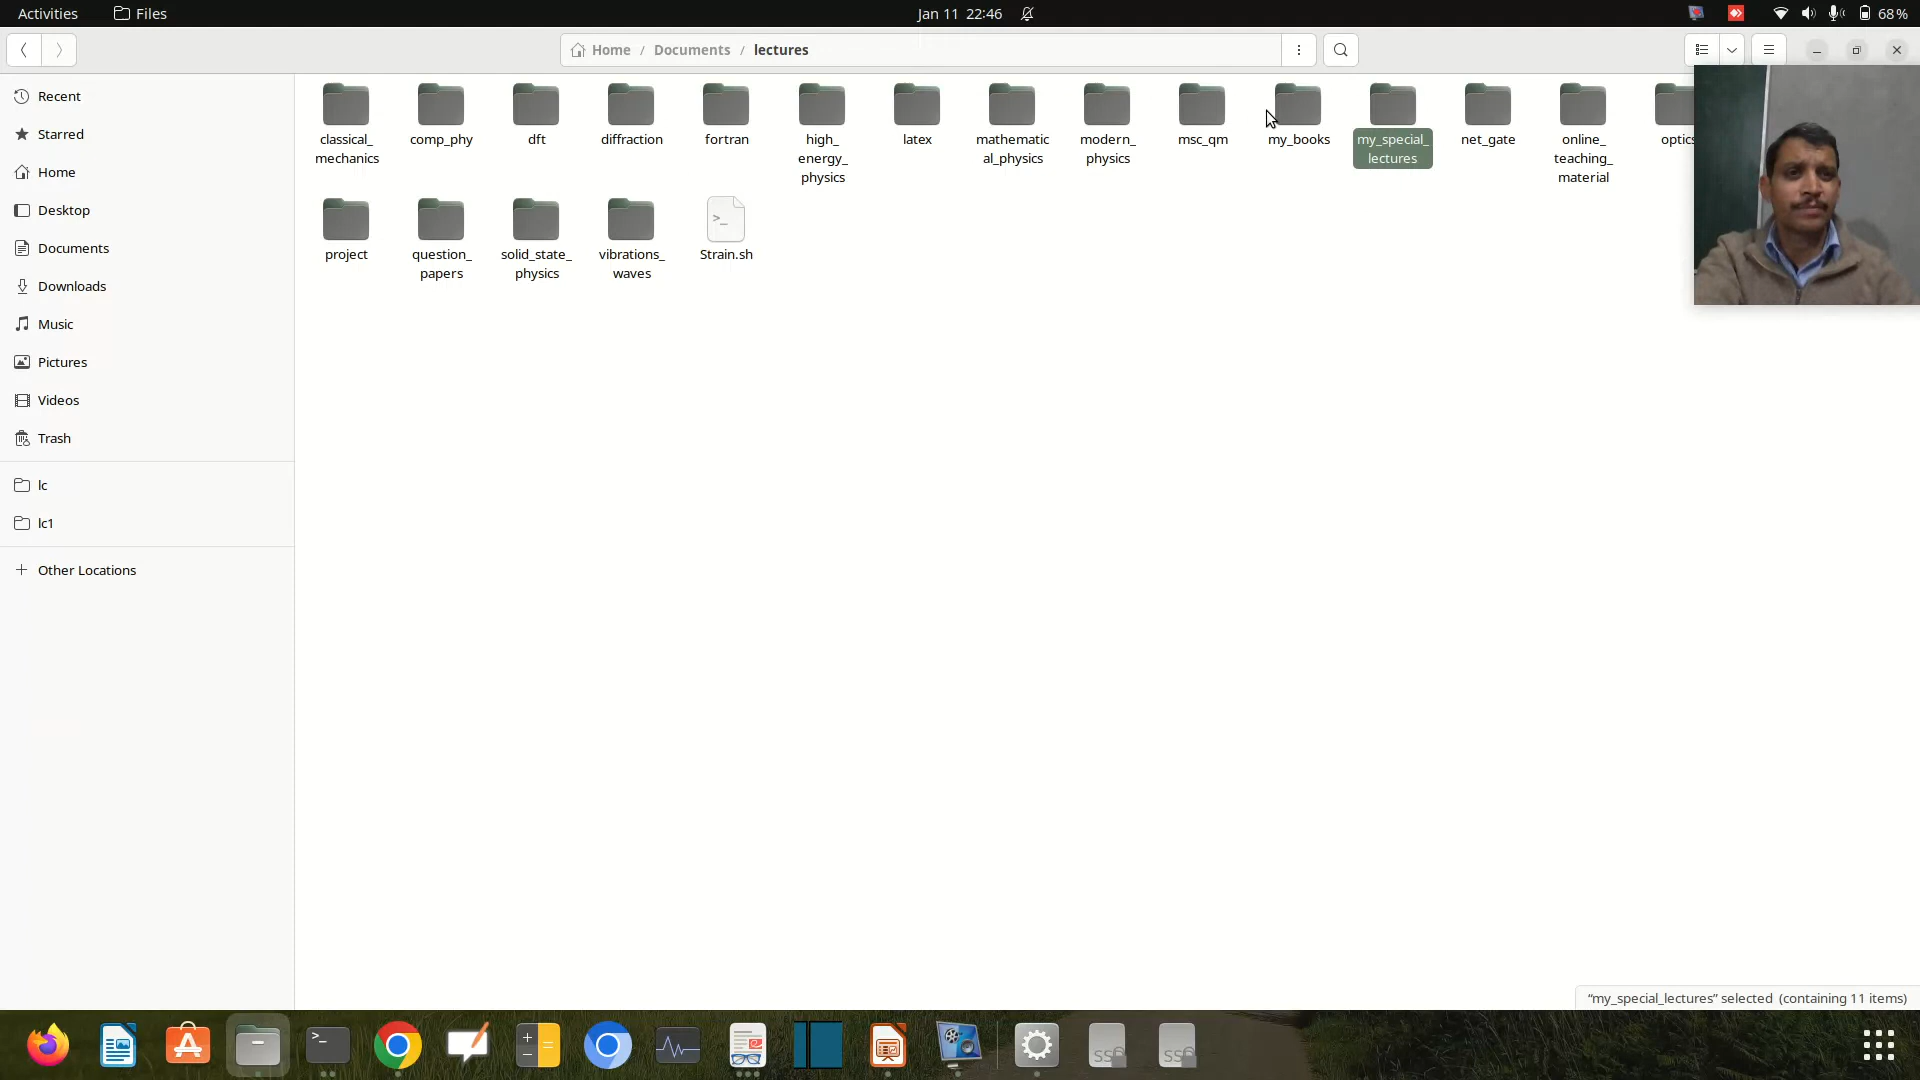 Activities
Files
Jan 11 22:46
68%
Home / Documents / lectures
Recent
Starred
Home
Desktop
Documents
Downloads
Music
Pictures
Videos
Trash
lc
lc1
Other Locations
classical_
mechanics
comp_phy
dft
diffraction
fortran
high_
energy_
physics
latex
mathematic
al_physics
modern_
physics
msc_qm
my_books
my_special_
lectures
net_gate
online_
teaching_
material
optics
project
question_
papers
solid_state_
physics
vibrations_
waves
>_
Strain.sh
"my_special_lectures" selected (containing 11 items)
>_
SSD
SSD